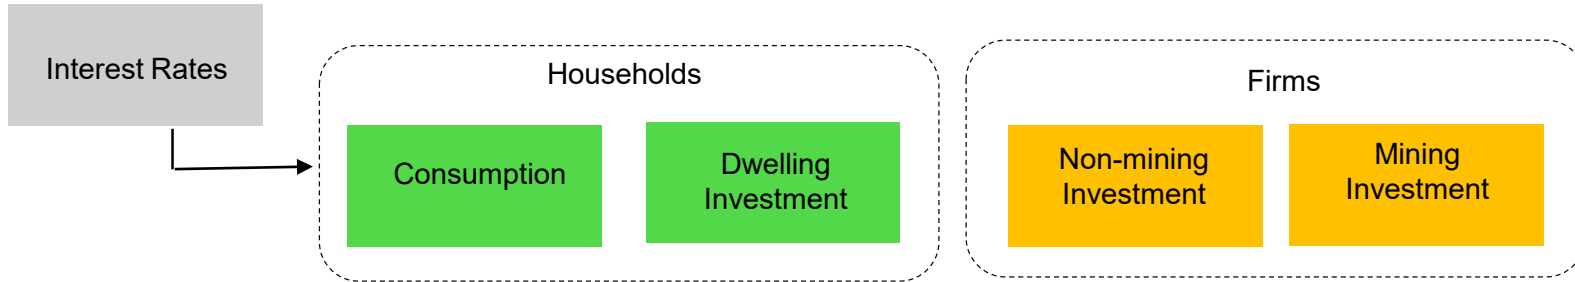 Interest Rates
Households
Consumption
Dwelling
Investment
Firms
Non-mining
Investment
Mining
Investment